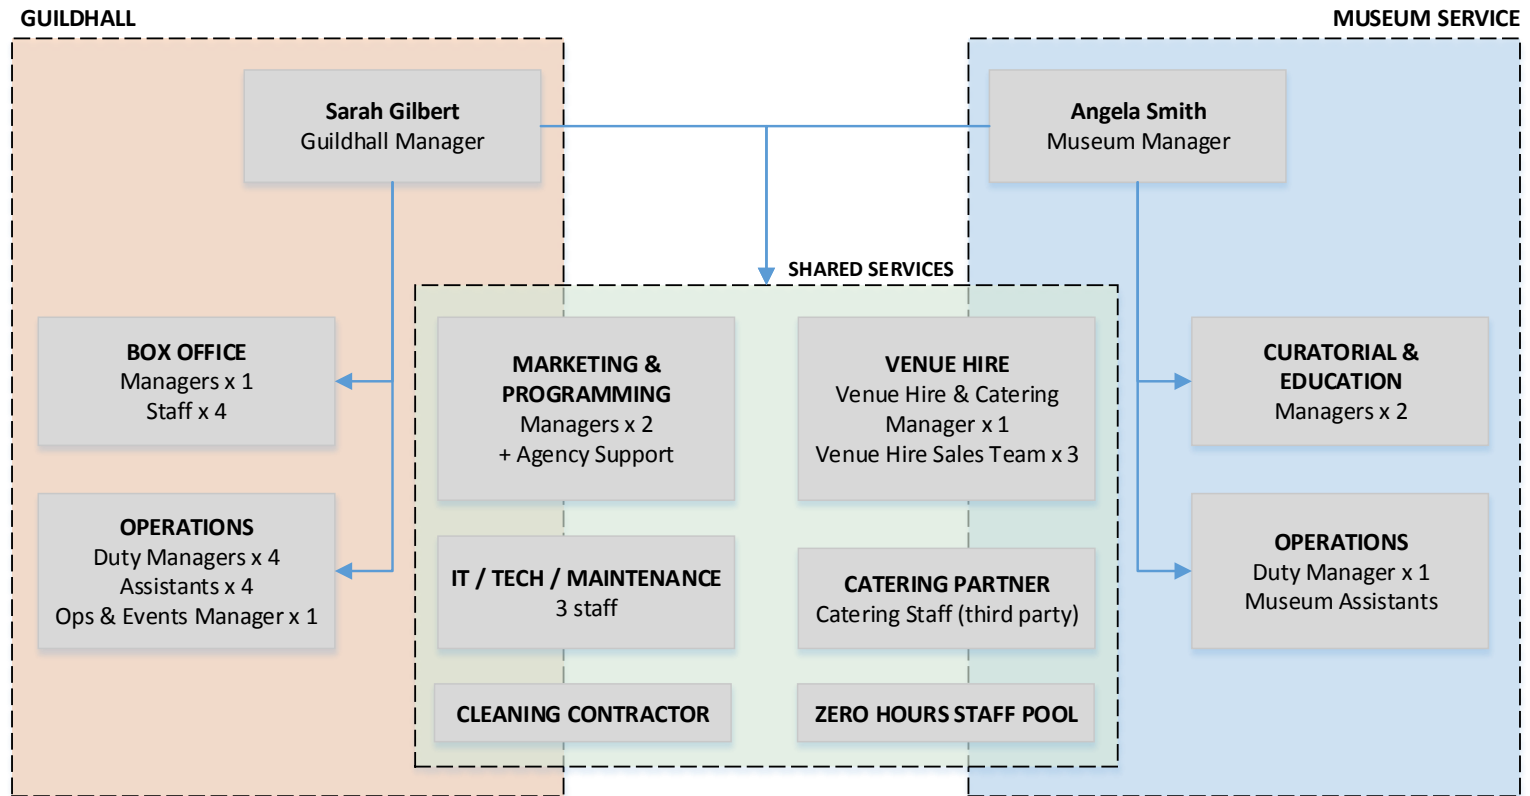 GUILDHALL
MUSEUM SERVICE
Sarah Gilbert
Guildhall Manager
Angela Smith
Museum Manager
SHARED SERVICES
BOX OFFICE
Managers x 1
Staff x 4
MARKETING &
PROGRAMMING
Managers x 2
+ Agency Support
VENUE HIRE
Venue Hire & Catering
Manager x 1
Venue Hire Sales Team x 3
CURATORIAL &
EDUCATION
Managers x 2
OPERATIONS
Duty Managers x 4
Assistants x 4
Ops & Events Manager x 1
IT / TECH / MAINTENANCE
3 staff
CATERING PARTNER
Catering Staff (third party)
OPERATIONS
Duty Manager x 1
Museum Assistants
CLEANING CONTRACTOR
ZERO HOURS STAFF POOL